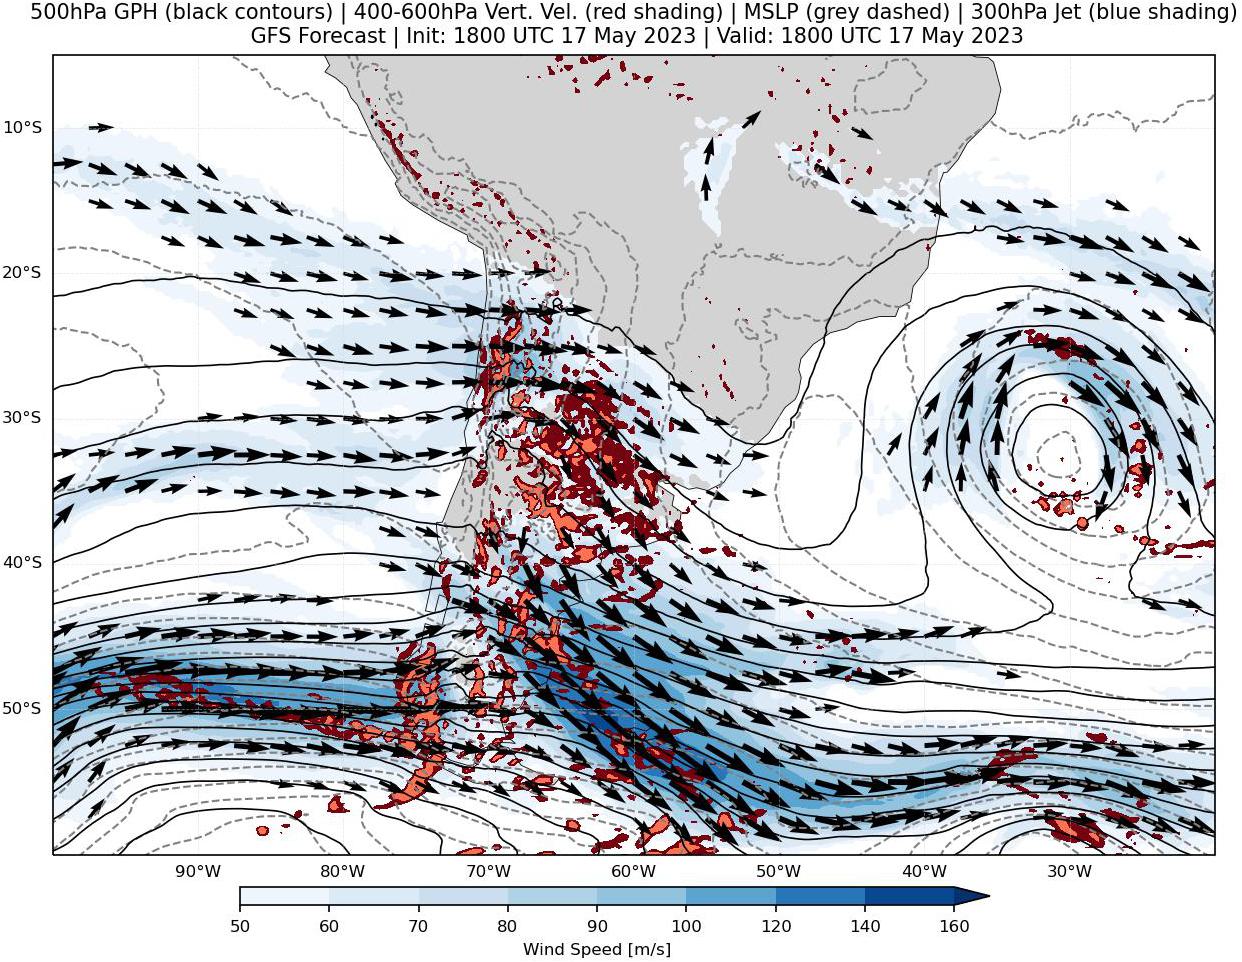 500hPa GPH (black contours) | 400-600hPa Vert. Vel. (red shading) | MSLP (grey dashed) | 300hPa Jet (blue shading)
GFS Forecast | Init: 1800 UTC 17 May 2023 | Valid: 1800 UTC 17 May 2023
10°S
20°S
30°S
40°S
50°S
90°W 80°W 70°W 60°W 50°W 40°W 30°W
50 60 70 80 90 100 120 140 160
Wind Speed [m/s]